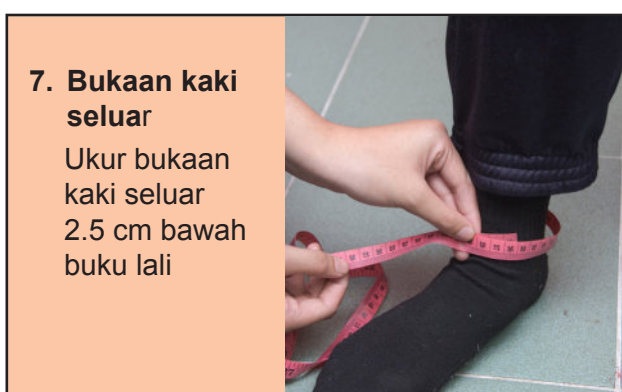 7. Bukaan kaki
seluar
Ukur bukaan
kaki seluar
2.5 cm bawah
buku lali